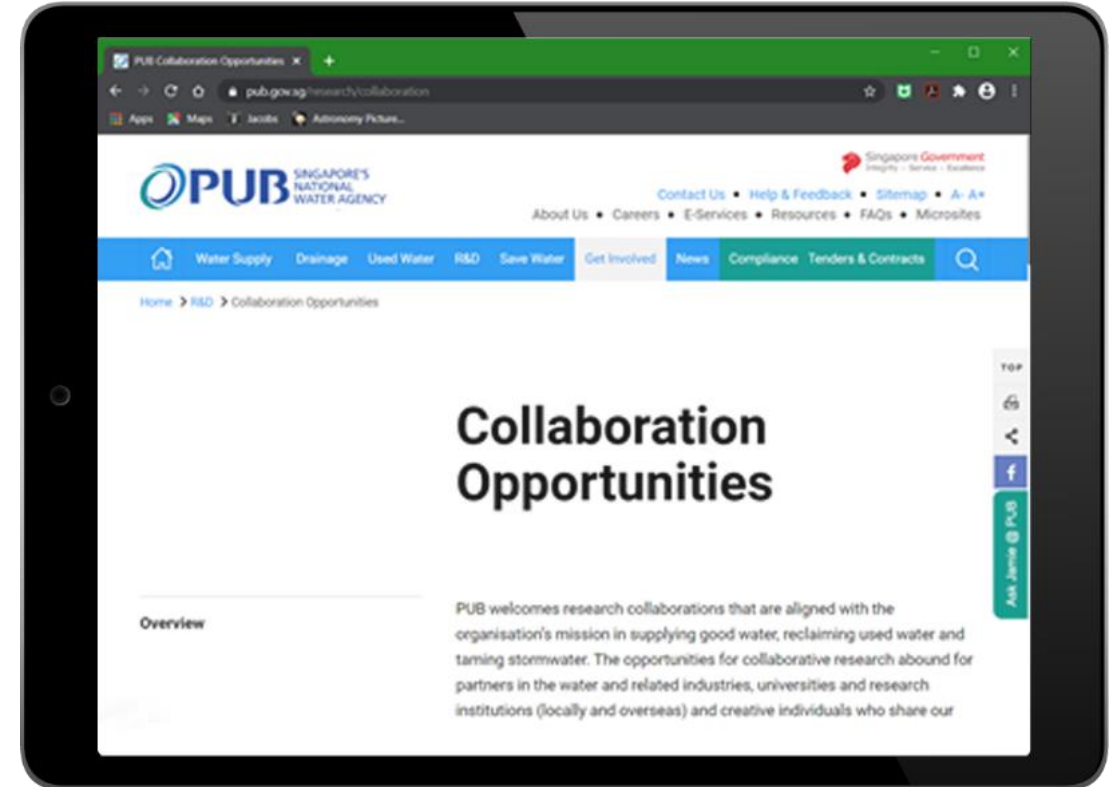 PUB Collaboration Opportunities × +
pub.gov.sg/research/collaboration
Apps Maps Jacobs Astronomy Picture...
PUB SINGAPORE'S
NATIONAL
WATER AGENCY
Singapore Government
Integrity • Service • Excellence
Contact Us • Help & Feedback • Sitemap • A- A+
About Us • Careers • E-Services • Resources • FAQs • Microsites
Water Supply Drainage Used Water R&D Save Water Get Involved News Compliance Tenders & Contracts
Home > R&D > Collaboration Opportunities
TOP
Collaboration
Opportunities
f
Ask Jamie @ PUB
Overview
PUB welcomes research collaborations that are aligned with the
organisation's mission in supplying good water, reclaiming used water and
taming stormwater. The opportunities for collaborative research abound for
partners in the water and related industries, universities and research
institutions (locally and overseas) and creative individuals who share our